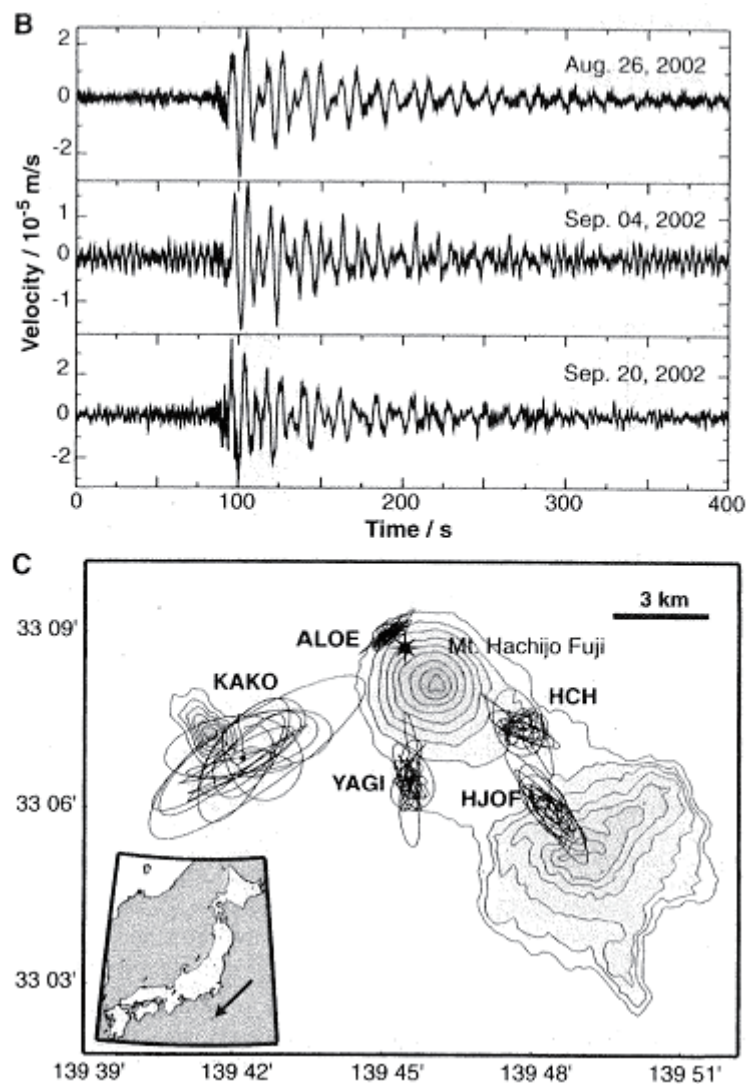 B
2
0
-2
Aug. 26, 2002
1
0
-1
Sep. 04, 2002
2
0
-2
Sep. 20, 2002
Velocity / 10⁻⁵ m/s
0 100 200 300 400
Time / s
C
3 km
33 09'
ALOE
Mt. Hachijo Fuji
KAKO
HCH
YAGI
HJOF
33 06'
33 03'
139 39' 139 42' 139 45' 139 48' 139 51'